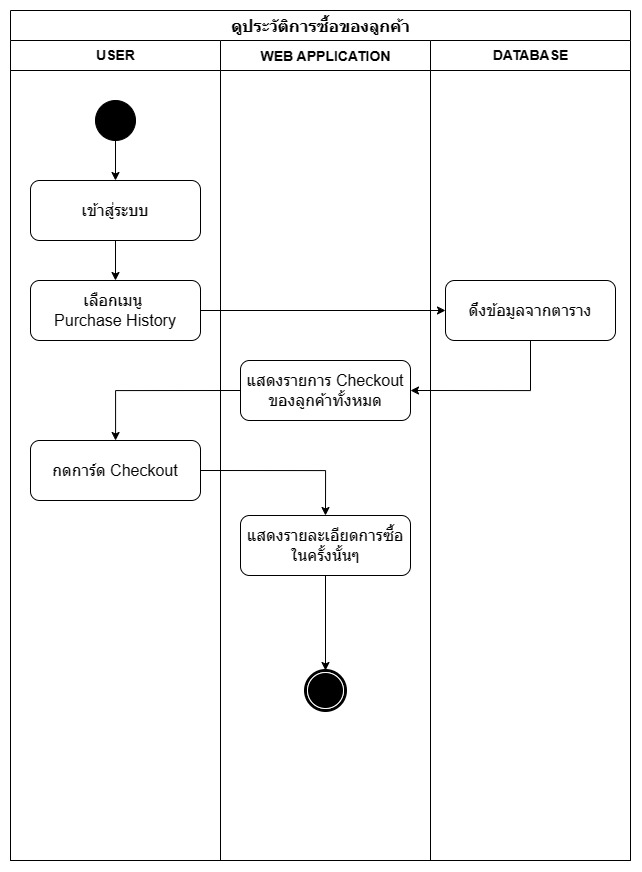 ดูประวัติการซื้อของลูกค้า
USER
WEB APPLICATION
DATABASE
เข้าสู่ระบบ
เลือกเมนู
Purchase History
ดึงข้อมูลจากตาราง
แสดงรายการ Checkout
ของลูกค้าทั้งหมด
กดการ์ด Checkout
แสดงรายละเอียดการซื้อ
ในครั้งนั้นๆ